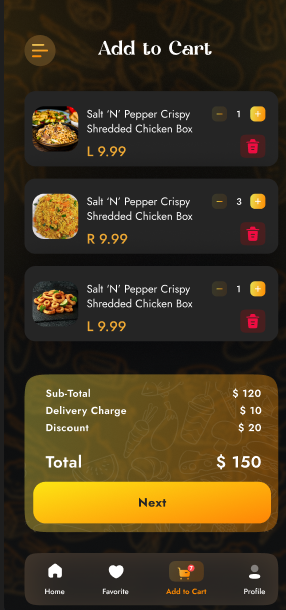 Add to Cart
Salt 'N' Pepper Crispy
Shredded Chicken Box
L 9.99
1
Salt 'N' Pepper Crispy
Shredded Chicken Box
R 9.99
3
Salt 'N' Pepper Crispy
Shredded Chicken Box
L 9.99
1
Sub-Total $ 120
Delivery Charge $ 10
Discount $ 20
Total $ 150
Next
7
Home Favorite Add to Cart Profile